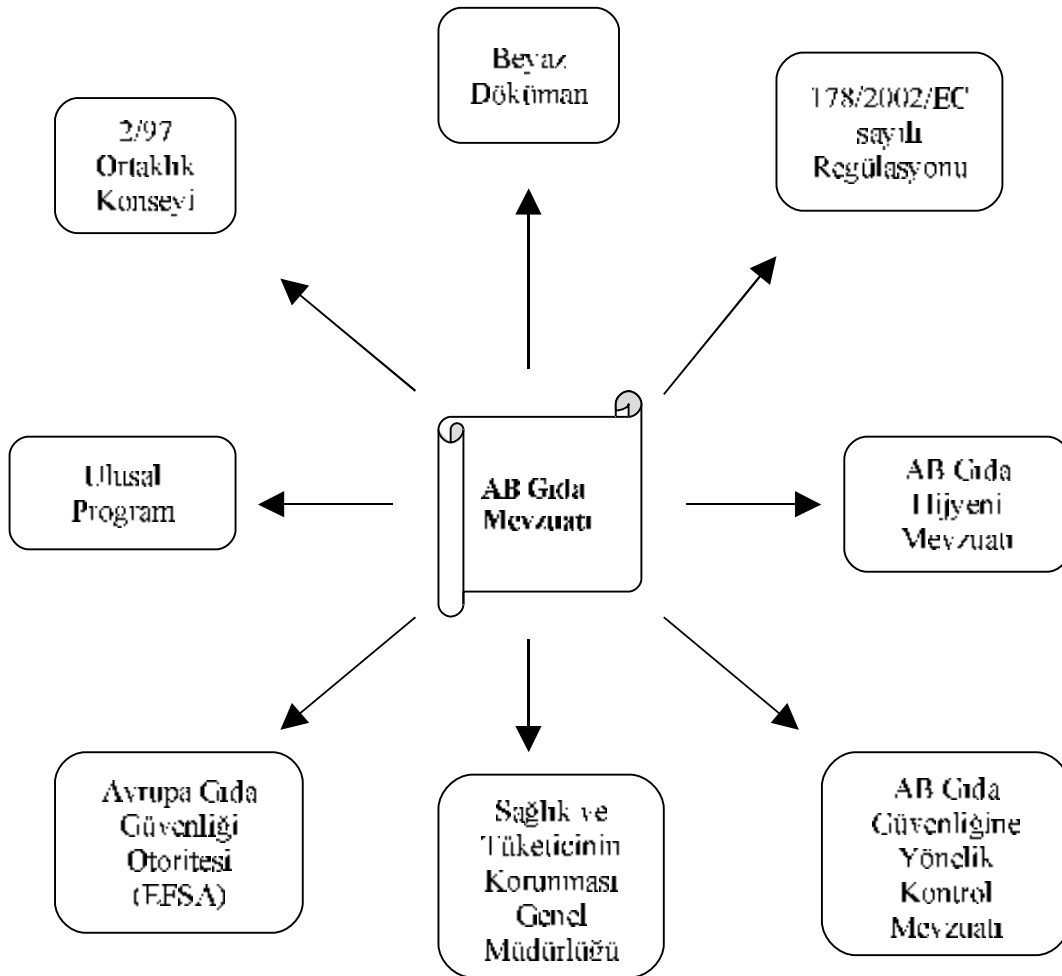 Beyaz
Döküman
2/97
Ortaklık
Konseyi
178/2002/EC
sayılı
Regülasyonu
Ulusal
Program
AB Gıda
Mevzuatı
AB Gıda
Hijyeni
Mevzuatı
Avrupa Gıda
Güvenliği
Otoritesi
(EFSA)
Sağlık ve
Tüketicinin
Korunması
Genel
Müdürlüğü
AB Gıda
Güvenliğine
Yönelik
Kontrol
Mevzuatı